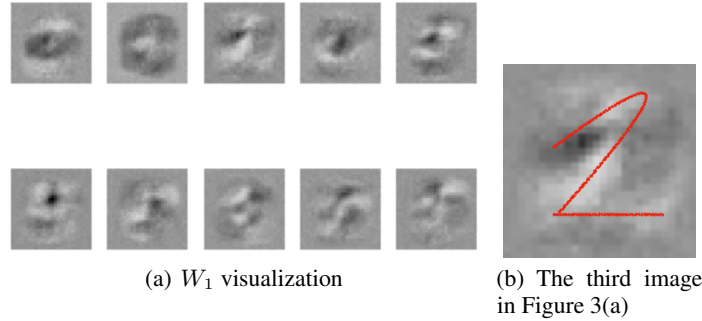 (a) W₁ visualization
(b) The third image
in Figure 3(a)